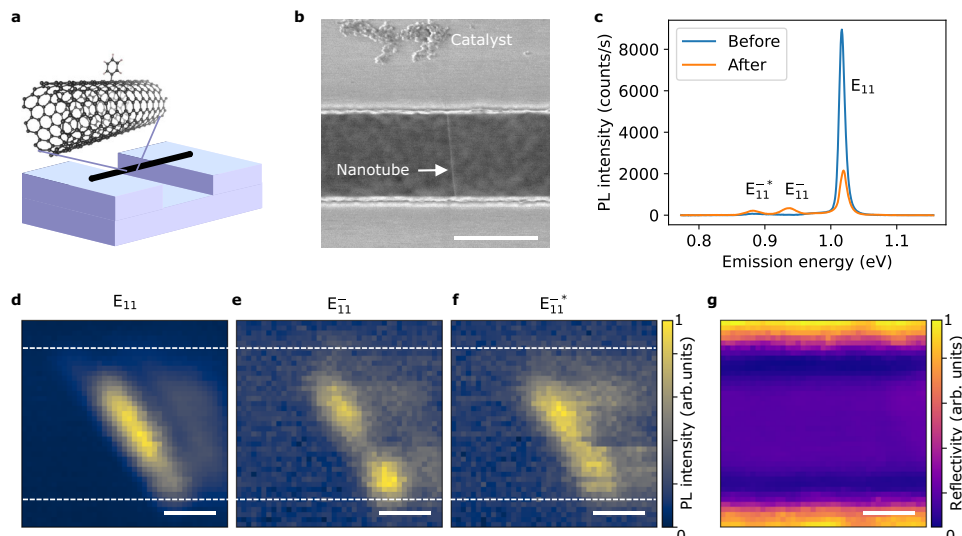 a
b
Catalyst
Nanotube
c
PL intensity (counts/s)
8000
6000
4000
2000
0
Before
After
E₁₁
E₁₁⁻*
E₁₁⁻
0.8
0.9
1.0
1.1
Emission energy (eV)
d
E₁₁
e
E₁₁⁻
f
E₁₁⁻*
1
PL intensity (arb. units)
0
g
1
Reflectivity (arb. units)
0